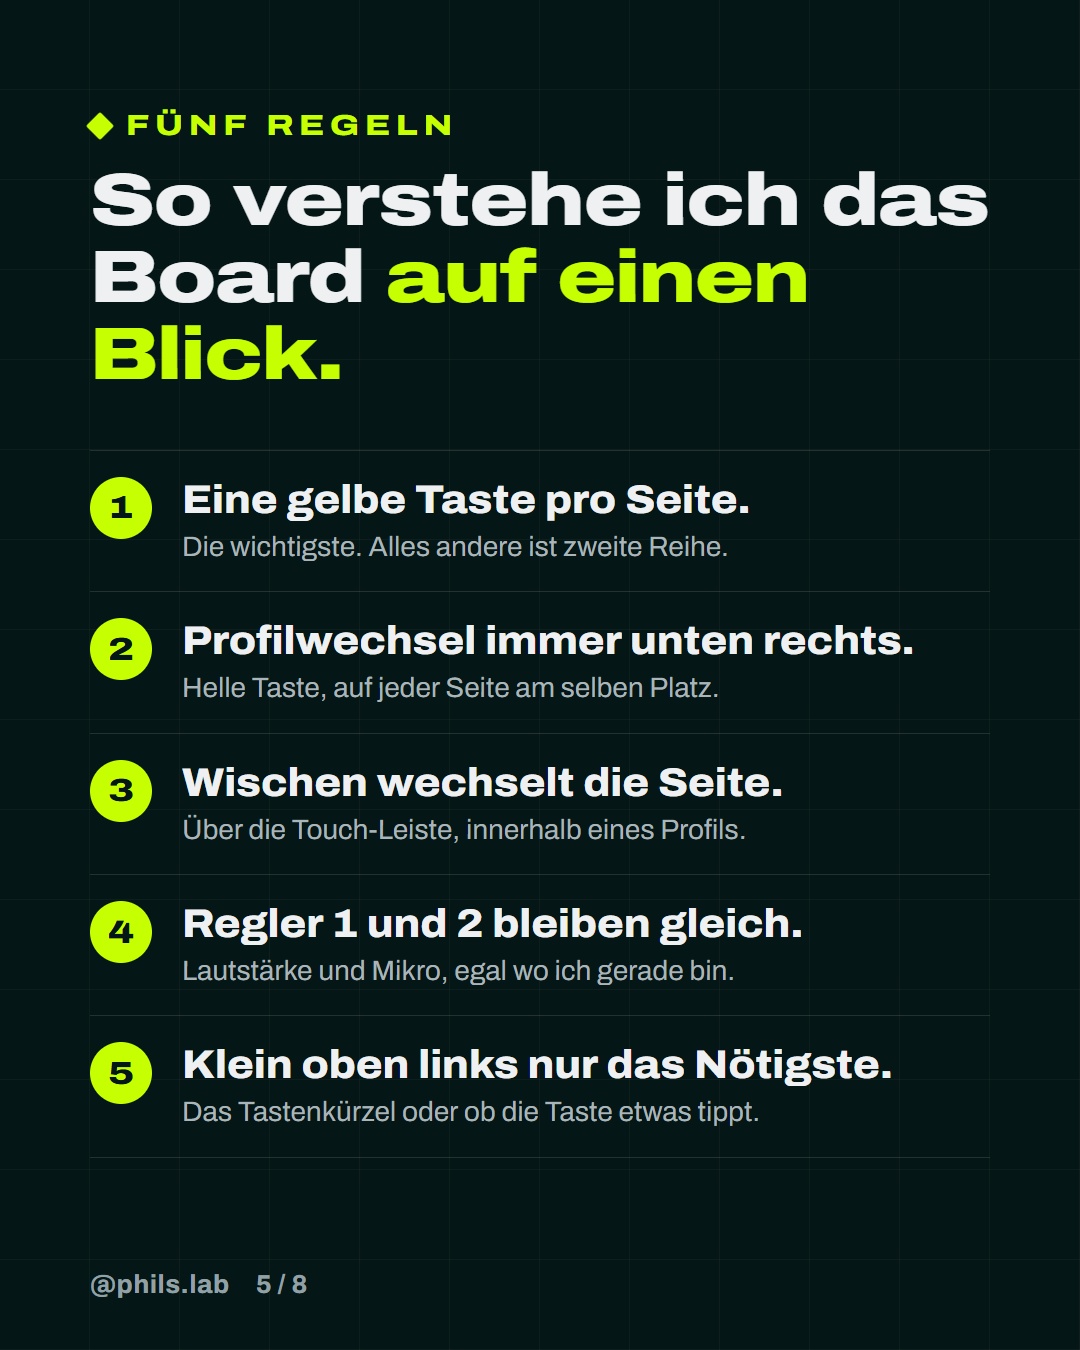 FÜNF REGELN
So verstehe ich das
Board auf einen
Blick.
1
Eine gelbe Taste pro Seite.
Die wichtigste. Alles andere ist zweite Reihe.
2
Profilwechsel immer unten rechts.
Helle Taste, auf jeder Seite am selben Platz.
3
Wischen wechselt die Seite.
Über die Touch-Leiste, innerhalb eines Profils.
4
Regler 1 und 2 bleiben gleich.
Lautstärke und Mikro, egal wo ich gerade bin.
5
Klein oben links nur das Nötigste.
Das Tastenkürzel oder ob die Taste etwas tippt.
@phils.lab 5 / 8